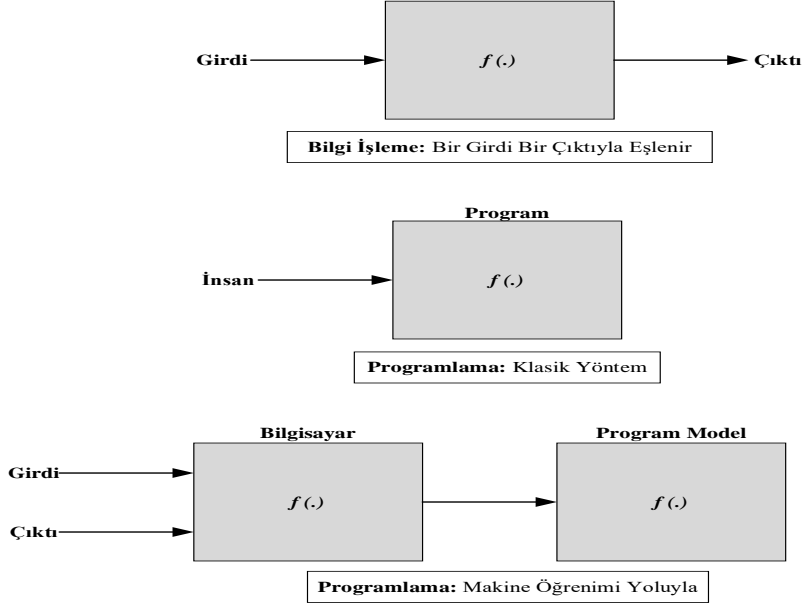 Girdi
f (.)
Çıktı
Bilgi İşleme: Bir Girdi Bir Çıktıyla Eşlenir
Program
İnsan
f (.)
Programlama: Klasik Yöntem
Bilgisayar
Program Model
Girdi
Çıktı
f (.)
f (.)
Programlama: Makine Öğrenimi Yoluyla